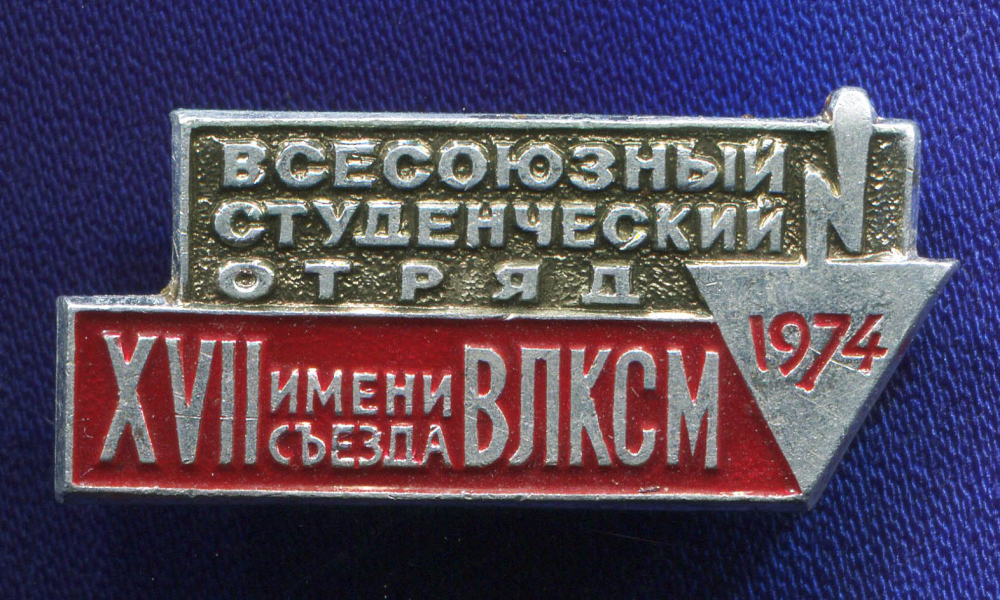 ВСЕСОЮЗНЫЙ
СТУДЕНЧЕСКИЙ
ОТРЯД
1974
XVII ИМЕНИ СЪЕЗДА ВЛКСМ